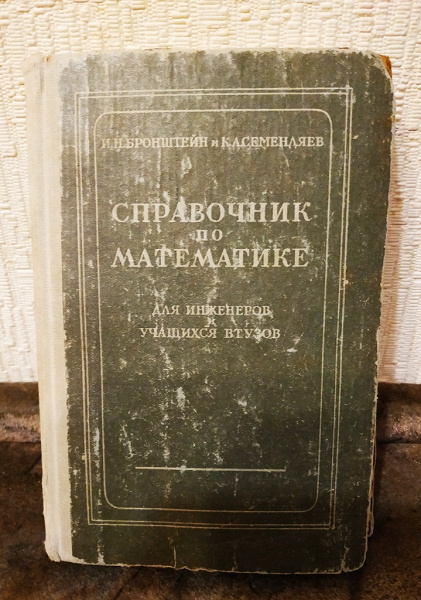 И.Н.БРОНШТЕЙН и К.А.СЕМЕНДЯЕВ
СПРАВОЧНИК
ПО
МАТЕМАТИКЕ
ДЛЯ ИНЖЕНЕРОВ
И
УЧАЩИХСЯ ВТУЗОВ